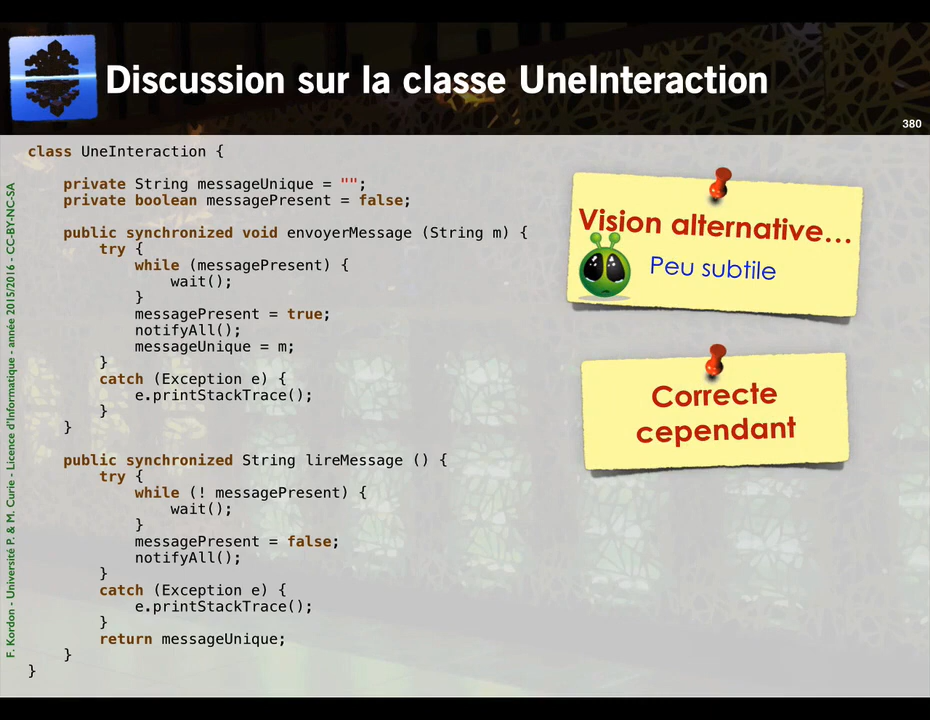 Discussion sur la classe UneInteraction
380
class UneInteraction {
private String messageUnique = "";
private boolean messagePresent = false;
public synchronized void envoyerMessage (String m) {
try {
while (messagePresent) {
wait();
}
messagePresent = true;
notifyAll();
messageUnique = m;
}
catch (Exception e) {
e.printStackTrace();
}
}
public synchronized String lireMessage () {
try {
while (! messagePresent) {
wait();
}
messagePresent = false;
notifyAll();
}
catch (Exception e) {
e.printStackTrace();
}
return messageUnique;
}
}
Vision alternative…
Peu subtile
Correcte
cependant
F. Kordon - Université P. & M. Curie - Licence d'Informatique - année 2015/2016 - CC-BY-NC-SA